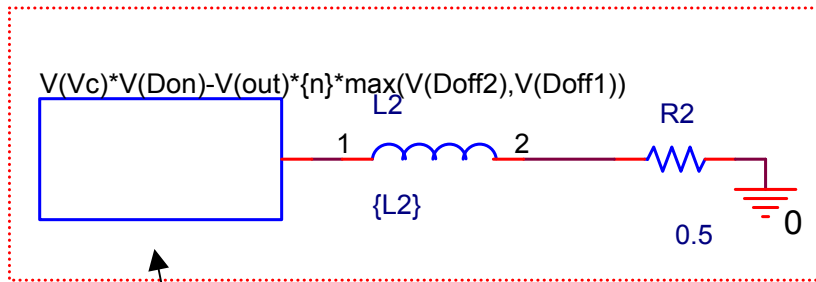 V(Vc)*V(Don)-V(out)*{n}*max(V(Doff2),V(Doff1))
L2
R2
1
2
{L2}
0.5
0